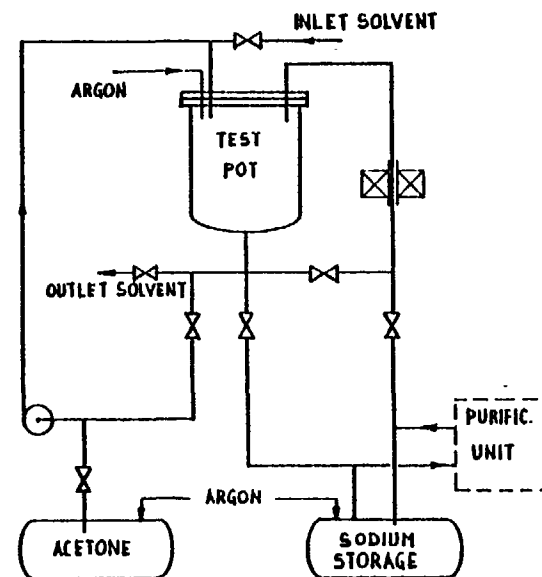 INLET SOLVENT
ARGON
TEST
POT
OUTLET SOLVENT
PURIFIC.
UNIT
ARGON
ACETONE
SODIUM
STORAGE